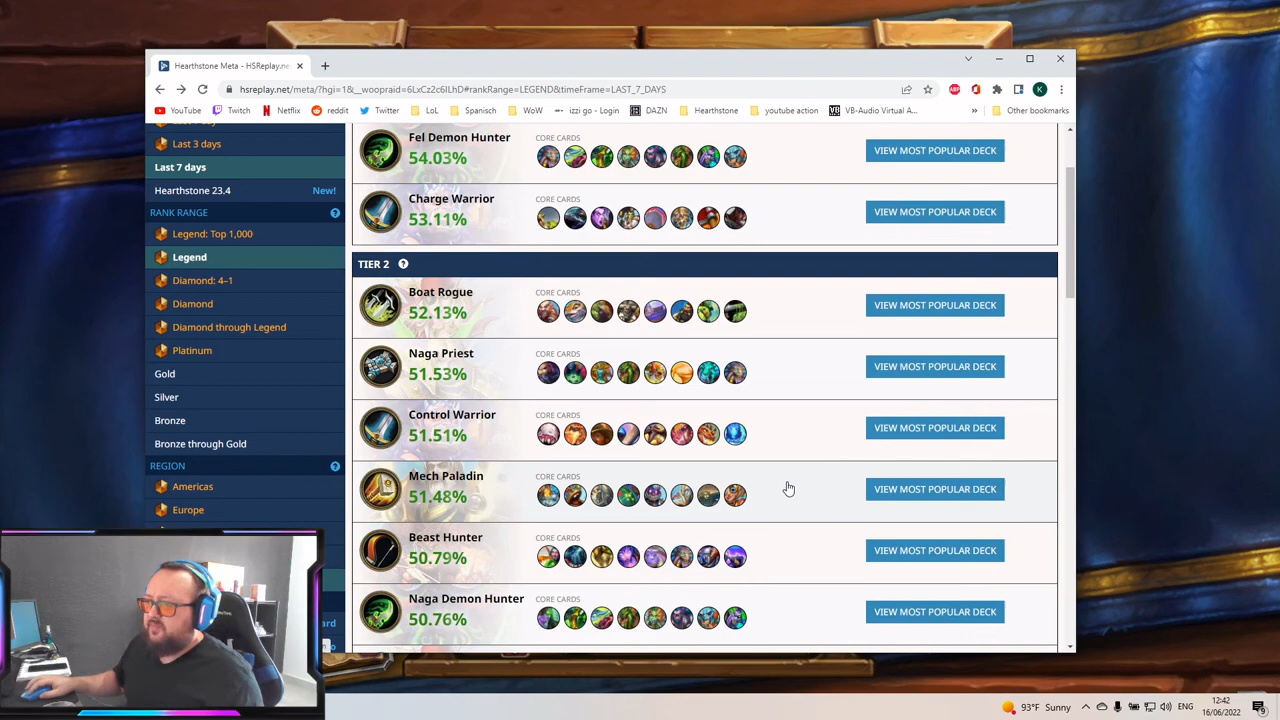 Hearthstone Meta - HSReplay.ne
hsreplay.net/meta/?hgi=1&__woopraid=6LxCz2c6ILhD#rankRange=LEGEND&timeFrame=LAST_7_DAYS
YouTube Twitch Netflix reddit Twitter LoL Spanisch WoW izzi go - Login DAZN Hearthstone youtube action VB-Audio Virtual A... » Other bookmarks
Last 3 days
Last 7 days
Hearthstone 23.4 New!
RANK RANGE
Legend: Top 1,000
Legend
Diamond: 4–1
Diamond
Diamond through Legend
Platinum
Gold
Silver
Bronze
Bronze through Gold
REGION
Americas
Europe
Fel Demon Hunter
54.03%
CORE CARDS
VIEW MOST POPULAR DECK
Charge Warrior
53.11%
CORE CARDS
VIEW MOST POPULAR DECK
TIER 2
Boat Rogue
52.13%
CORE CARDS
VIEW MOST POPULAR DECK
Naga Priest
51.53%
CORE CARDS
VIEW MOST POPULAR DECK
Control Warrior
51.51%
CORE CARDS
VIEW MOST POPULAR DECK
Mech Paladin
51.48%
CORE CARDS
VIEW MOST POPULAR DECK
Beast Hunter
50.79%
CORE CARDS
VIEW MOST POPULAR DECK
Naga Demon Hunter
50.76%
CORE CARDS
VIEW MOST POPULAR DECK
93°F Sunny
ENG
12:42
16/06/2022